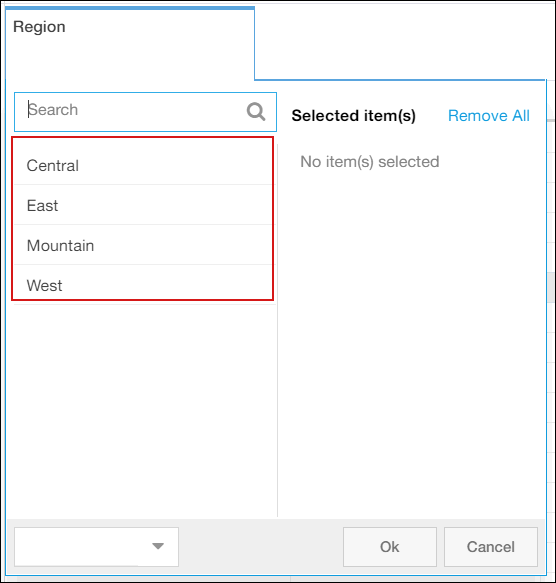 Region
Search
Selected item(s) Remove All
No item(s) selected
Central
East
Mountain
West
Ok Cancel